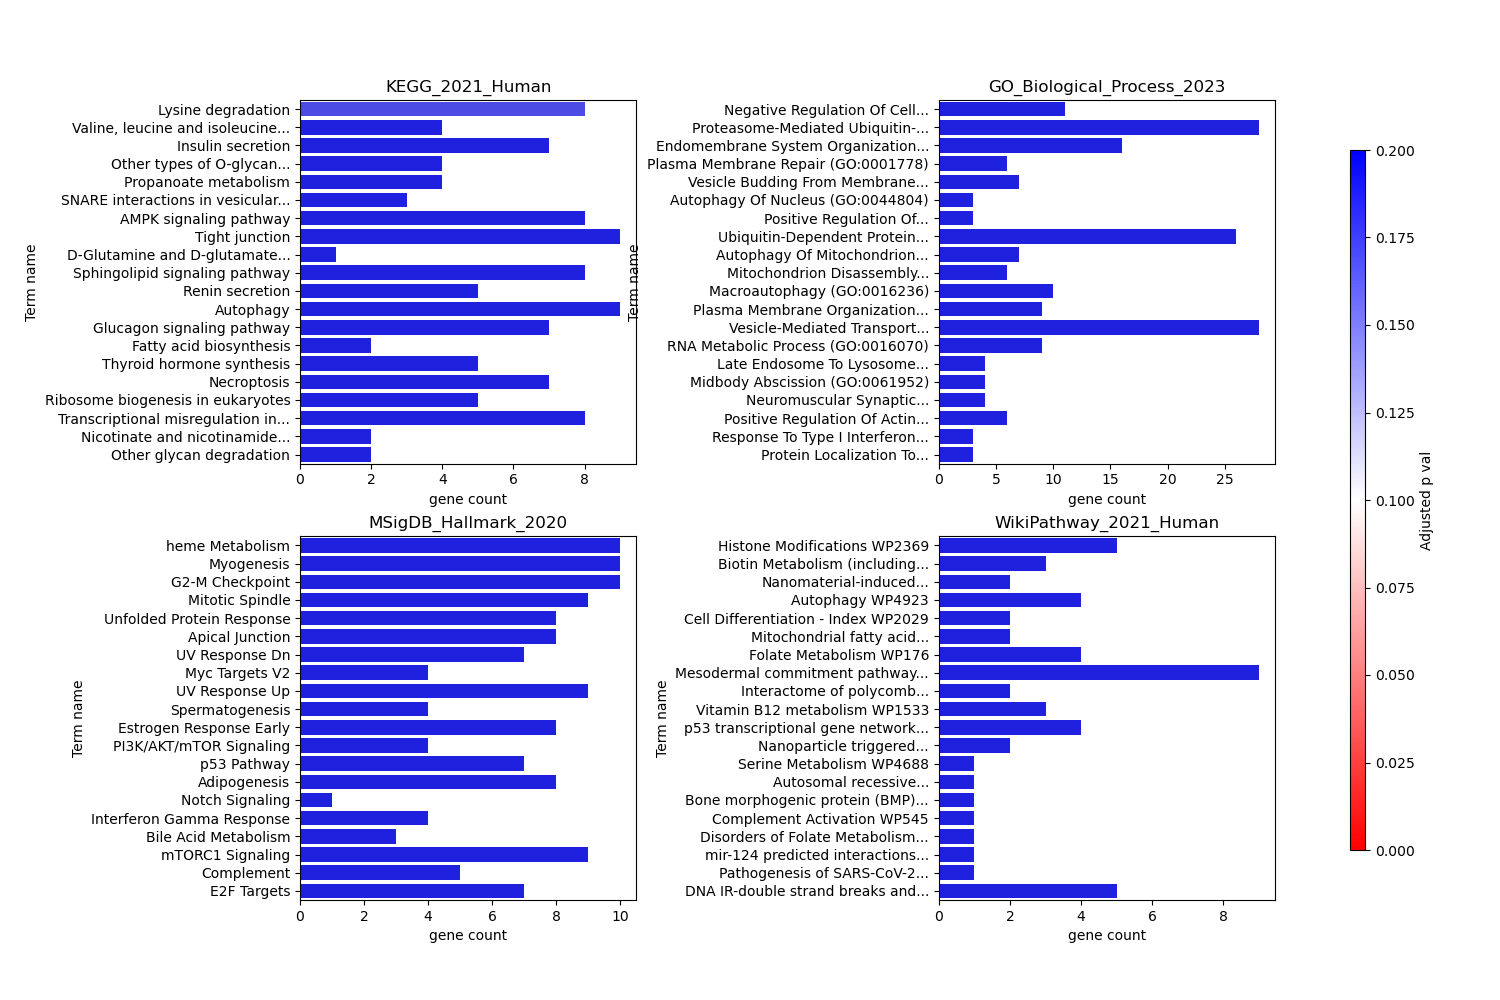 KEGG_2021_Human
Term name
Lysine degradation
Valine, leucine and isoleucine...
Insulin secretion
Other types of O-glycan...
Propanoate metabolism
SNARE interactions in vesicular...
AMPK signaling pathway
Tight junction
D-Glutamine and D-glutamate...
Sphingolipid signaling pathway
Renin secretion
Autophagy
Glucagon signaling pathway
Fatty acid biosynthesis
Thyroid hormone synthesis
Necroptosis
Ribosome biogenesis in eukaryotes
Transcriptional misregulation in...
Nicotinate and nicotinamide...
Other glycan degradation
0 2 4 6 8
gene count
GO_Biological_Process_2023
Term name
Negative Regulation Of Cell...
Proteasome-Mediated Ubiquitin-...
Endomembrane System Organization...
Plasma Membrane Repair (GO:0001778)
Vesicle Budding From Membrane...
Autophagy Of Nucleus (GO:0044804)
Positive Regulation Of...
Ubiquitin-Dependent Protein...
Autophagy Of Mitochondrion...
Mitochondrion Disassembly...
Macroautophagy (GO:0016236)
Plasma Membrane Organization...
Vesicle-Mediated Transport...
RNA Metabolic Process (GO:0016070)
Late Endosome To Lysosome...
Midbody Abscission (GO:0061952)
Neuromuscular Synaptic...
Positive Regulation Of Actin...
Response To Type I Interferon...
Protein Localization To...
0 5 10 15 20 25
gene count
MSigDB_Hallmark_2020
Term name
heme Metabolism
Myogenesis
G2-M Checkpoint
Mitotic Spindle
Unfolded Protein Response
Apical Junction
UV Response Dn
Myc Targets V2
UV Response Up
Spermatogenesis
Estrogen Response Early
PI3K/AKT/mTOR Signaling
p53 Pathway
Adipogenesis
Notch Signaling
Interferon Gamma Response
Bile Acid Metabolism
mTORC1 Signaling
Complement
E2F Targets
0 2 4 6 8 10
gene count
WikiPathway_2021_Human
Term name
Histone Modifications WP2369
Biotin Metabolism (including...
Nanomaterial-induced...
Autophagy WP4923
Cell Differentiation - Index WP2029
Mitochondrial fatty acid...
Folate Metabolism WP176
Mesodermal commitment pathway...
Interactome of polycomb...
Vitamin B12 metabolism WP1533
p53 transcriptional gene network...
Nanoparticle triggered...
Serine Metabolism WP4688
Autosomal recessive...
Bone morphogenic protein (BMP)...
Complement Activation WP545
Disorders of Folate Metabolism...
mir-124 predicted interactions...
Pathogenesis of SARS-CoV-2...
DNA IR-double strand breaks and...
0 2 4 6 8
gene count
0.200
0.175
0.150
0.125
0.100
0.075
0.050
0.025
0.000
Adjusted p val